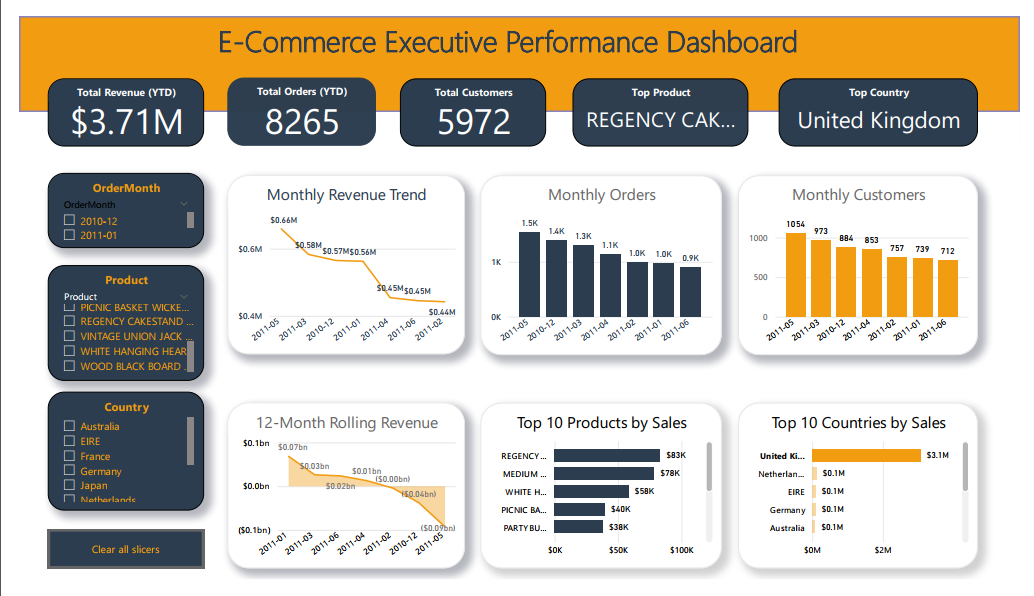 E-Commerce Executive Performance Dashboard
Total Revenue (YTD)
$3.71M
Total Orders (YTD)
8265
Total Customers
5972
Top Product
REGENCY CAK...
Top Country
United Kingdom
OrderMonth
OrderMonth
2010-12
2011-01
Product
Product
PICNIC BASKET WICKE...
REGENCY CAKESTAND ...
VINTAGE UNION JACK ...
WHITE HANGING HEAR
WOOD BLACK BOARD
Country
Australia
EIRE
France
Germany
Japan
Netherlands
Clear all slicers
Monthly Revenue Trend
$0.6M
$0.4M
$0.66M
$0.58M
$0.57M
$0.56M
$0.45M
$0.45M
$0.44M
2011-05
2011-03
2010-12
2011-01
2011-04
2011-06
2011-02
Monthly Orders
1K
0K
1.5K
1.4K
1.3K
1.1K
1.0K
1.0K
0.9K
2011-05
2010-12
2011-03
2011-04
2011-02
2011-01
2011-06
Monthly Customers
1000
500
0
1054
973
884
853
757
739
712
2011-05
2011-03
2010-12
2011-04
2011-02
2011-01
2011-06
12-Month Rolling Revenue
$0.1bn
$0.0bn
($0.1bn)
$0.07bn
$0.03bn
$0.02bn
$0.01bn
($0.00bn)
($0.04bn)
($0.09bn)
2011-01
2011-03
2011-06
2011-04
2011-02
2010-12
2011-05
Top 10 Products by Sales
REGENCY... $83K
MEDIUM ... $78K
WHITE H... $58K
PICNIC BA... $40K
PARTY BU... $38K
$0K $50K $100K
Top 10 Countries by Sales
United Ki... $3.1M
Netherlan... $0.1M
EIRE $0.1M
Germany $0.1M
Australia $0.1M
$0M $2M